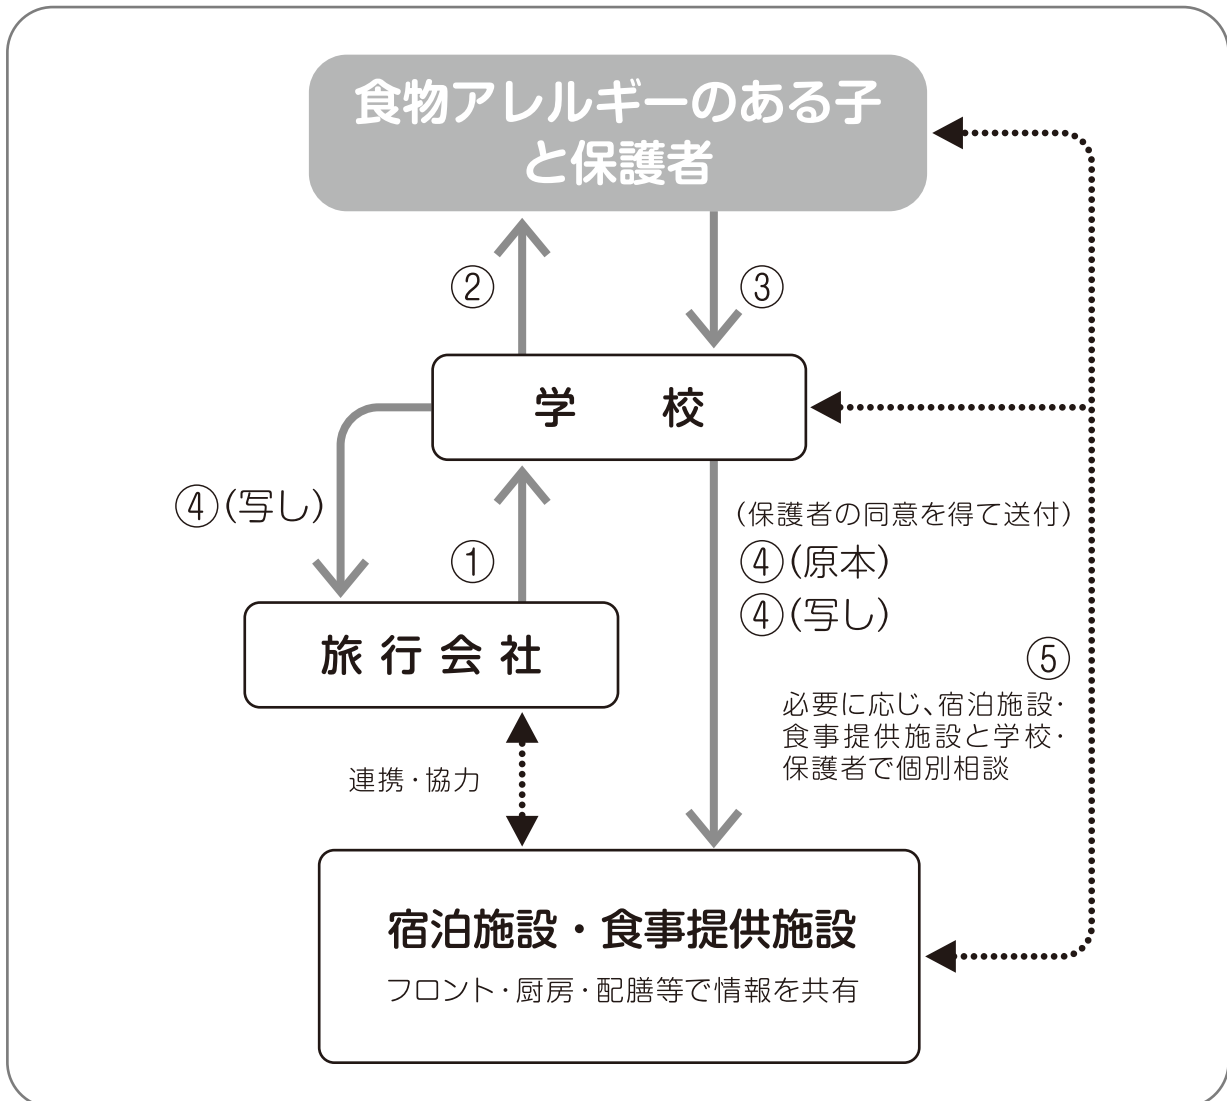 食物アレルギーのある子
と保護者
②
③
学 校
④(写し)
①
(保護者の同意を得て送付)
④(原本)
④(写し)
旅行会社
⑤
必要に応じ、宿泊施設・
食事提供施設と学校・
保護者で個別相談
連携・協力
宿泊施設・食事提供施設
フロント・厨房・配膳等で情報を共有